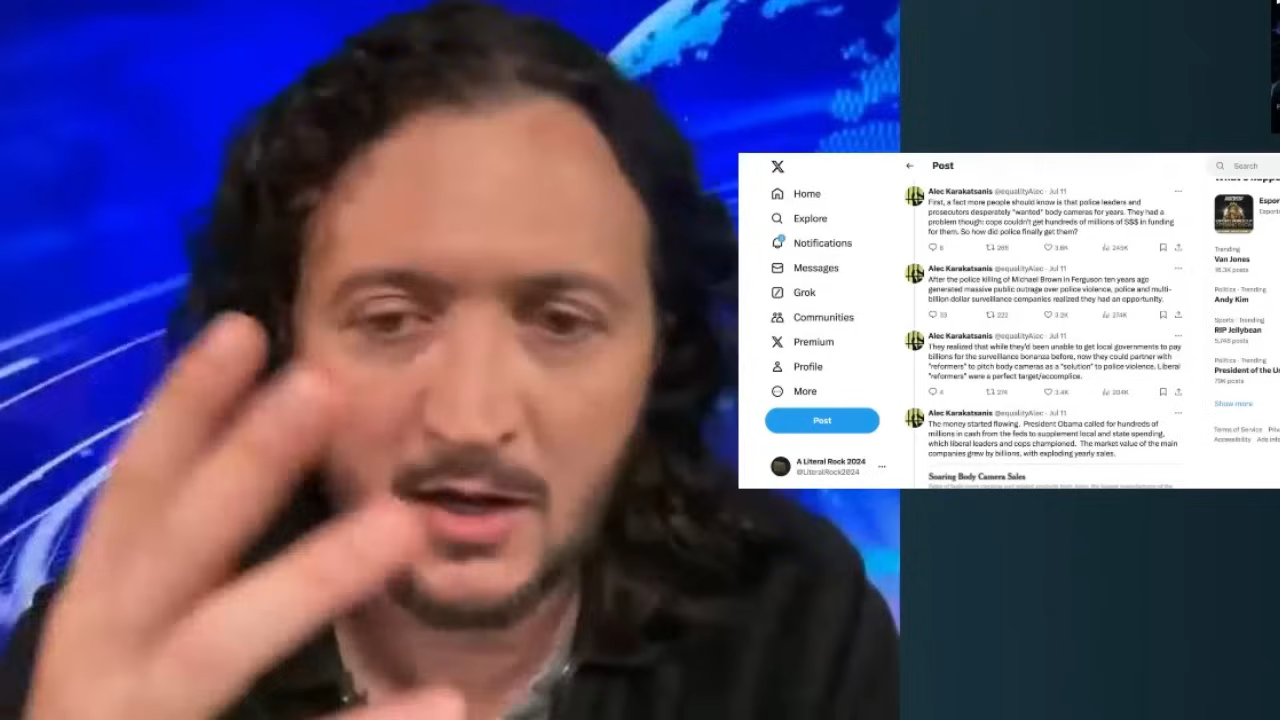 Home
Explore
Notifications
Messages
Grok
Communities
Premium
Profile
More
Post
A Literal Rock 2024
@LiteralRock2024
Post
Alec Karakatsanis @equalityAlec · Jul 11
First, a fact more people should know is that police leaders and
prosecutors desperately "wanted" body cameras for years. They had a
problem though: cops couldn't get hundreds of millions of $$$ in funding
for them. So how did police finally get them?
Alec Karakatsanis @equalityAlec · Jul 11
After the police killing of Michael Brown in Ferguson ten years ago
generated massive public outrage over police violence, police and multi-
billion dollar surveillance companies realized they had an opportunity.
Alec Karakatsanis @equalityAlec · Jul 11
They realized that while they'd been unable to get local governments to pay
billions for the surveillance bonanza before, now they could partner with
"reformers" to pitch body cameras as a "solution" to police violence. Liberal
"reformers" were a perfect target/accomplice.
Alec Karakatsanis @equalityAlec · Jul 11
The money started flowing. President Obama called for hundreds of
millions in cash from the feds to supplement local and state spending,
which liberal leaders and cops championed. The market value of the main
companies grew by billions, with exploding yearly sales.
Soaring Body Camera Sales
Search
Trending
Van Jones
Politics · Trending
Andy Kim
Sports · Trending
RIP Jellybean
Politics · Trending
President of the
Show more
Terms of Service
Accessibility